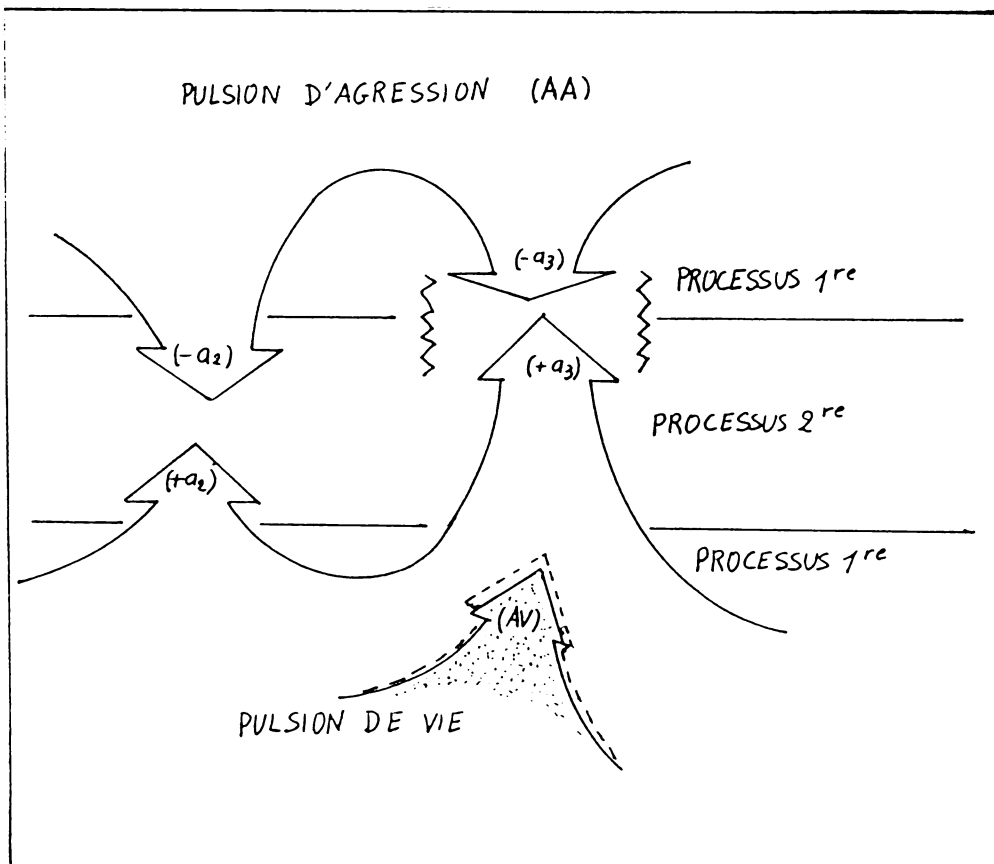 PULSION D'AGRESSION (AA)
(-a3)
PROCESSUS 1re
(-a2)
(+a3)
PROCESSUS 2re
(+a2)
PROCESSUS 1re
(AV)
PULSION DE VIE